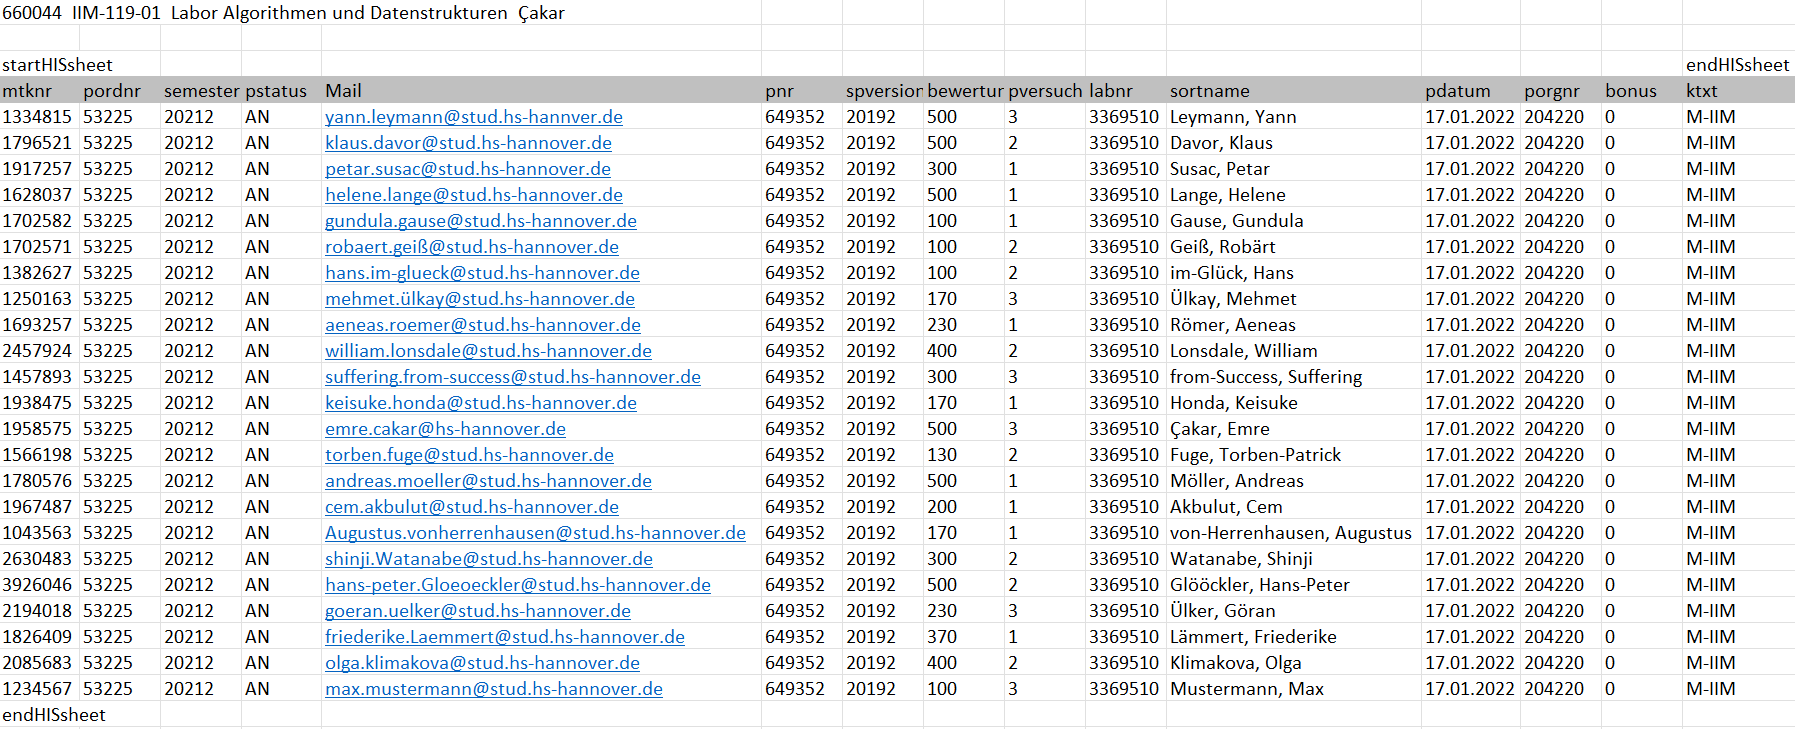 660044 IIM-119-01 Labor Algorithmen und Datenstrukturen Çakar
startHISsheet endHISsheet
mtknr pordnr semester pstatus Mail pnr spversion bewertur pversuch labnr sortname pdatum porgnr bonus ktxt
1334815 53225 20212 AN yann.leymann@stud.hs-hannver.de 649352 20192 500 3 3369510 Leymann, Yann 17.01.2022 204220 0 M-IIM
1796521 53225 20212 AN klaus.davor@stud.hs-hannover.de 649352 20192 500 2 3369510 Davor, Klaus 17.01.2022 204220 0 M-IIM
1917257 53225 20212 AN petar.susac@stud.hs-hannover.de 649352 20192 300 1 3369510 Susac, Petar 17.01.2022 204220 0 M-IIM
1628037 53225 20212 AN helene.lange@stud.hs-hannover.de 649352 20192 500 1 3369510 Lange, Helene 17.01.2022 204220 0 M-IIM
1702582 53225 20212 AN gundula.gause@stud.hs-hannover.de 649352 20192 100 1 3369510 Gause, Gundula 17.01.2022 204220 0 M-IIM
1702571 53225 20212 AN robaert.geiß@stud.hs-hannover.de 649352 20192 100 2 3369510 Geiß, Robärt 17.01.2022 204220 0 M-IIM
1382627 53225 20212 AN hans.im-glueck@stud.hs-hannover.de 649352 20192 100 2 3369510 im-Glück, Hans 17.01.2022 204220 0 M-IIM
1250163 53225 20212 AN mehmet.ülkay@stud.hs-hannover.de 649352 20192 170 3 3369510 Ülkay, Mehmet 17.01.2022 204220 0 M-IIM
1693257 53225 20212 AN aeneas.roemer@stud.hs-hannover.de 649352 20192 230 1 3369510 Römer, Aeneas 17.01.2022 204220 0 M-IIM
2457924 53225 20212 AN william.lonsdale@stud.hs-hannover.de 649352 20192 400 2 3369510 Lonsdale, William 17.01.2022 204220 0 M-IIM
1457893 53225 20212 AN suffering.from-success@stud.hs-hannover.de 649352 20192 300 3 3369510 from-Success, Suffering 17.01.2022 204220 0 M-IIM
1938475 53225 20212 AN keisuke.honda@stud.hs-hannover.de 649352 20192 170 1 3369510 Honda, Keisuke 17.01.2022 204220 0 M-IIM
1958575 53225 20212 AN emre.cakar@hs-hannover.de 649352 20192 500 3 3369510 Çakar, Emre 17.01.2022 204220 0 M-IIM
1566198 53225 20212 AN torben.fuge@stud.hs-hannover.de 649352 20192 130 2 3369510 Fuge, Torben-Patrick 17.01.2022 204220 0 M-IIM
1780576 53225 20212 AN andreas.moeller@stud.hs-hannover.de 649352 20192 500 1 3369510 Möller, Andreas 17.01.2022 204220 0 M-IIM
1967487 53225 20212 AN cem.akbulut@stud.hs-hannover.de 649352 20192 200 1 3369510 Akbulut, Cem 17.01.2022 204220 0 M-IIM
1043563 53225 20212 AN Augustus.vonherrenhausen@stud.hs-hannover.de 649352 20192 170 1 3369510 von-Herrenhausen, Augustus 17.01.2022 204220 0 M-IIM
2630483 53225 20212 AN shinji.Watanabe@stud.hs-hannover.de 649352 20192 300 2 3369510 Watanabe, Shinji 17.01.2022 204220 0 M-IIM
3926046 53225 20212 AN hans-peter.Gloeoeckler@stud.hs-hannover.de 649352 20192 500 2 3369510 Glööckler, Hans-Peter 17.01.2022 204220 0 M-IIM
2194018 53225 20212 AN goeran.uelker@stud.hs-hannover.de 649352 20192 230 3 3369510 Ülker, Göran 17.01.2022 204220 0 M-IIM
1826409 53225 20212 AN friederike.Laemmert@stud.hs-hannover.de 649352 20192 370 1 3369510 Lämmert, Friederike 17.01.2022 204220 0 M-IIM
2085683 53225 20212 AN olga.klimakova@stud.hs-hannover.de 649352 20192 400 2 3369510 Klimakova, Olga 17.01.2022 204220 0 M-IIM
1234567 53225 20212 AN max.mustermann@stud.hs-hannover.de 649352 20192 100 3 3369510 Mustermann, Max 17.01.2022 204220 0 M-IIM
endHISsheet